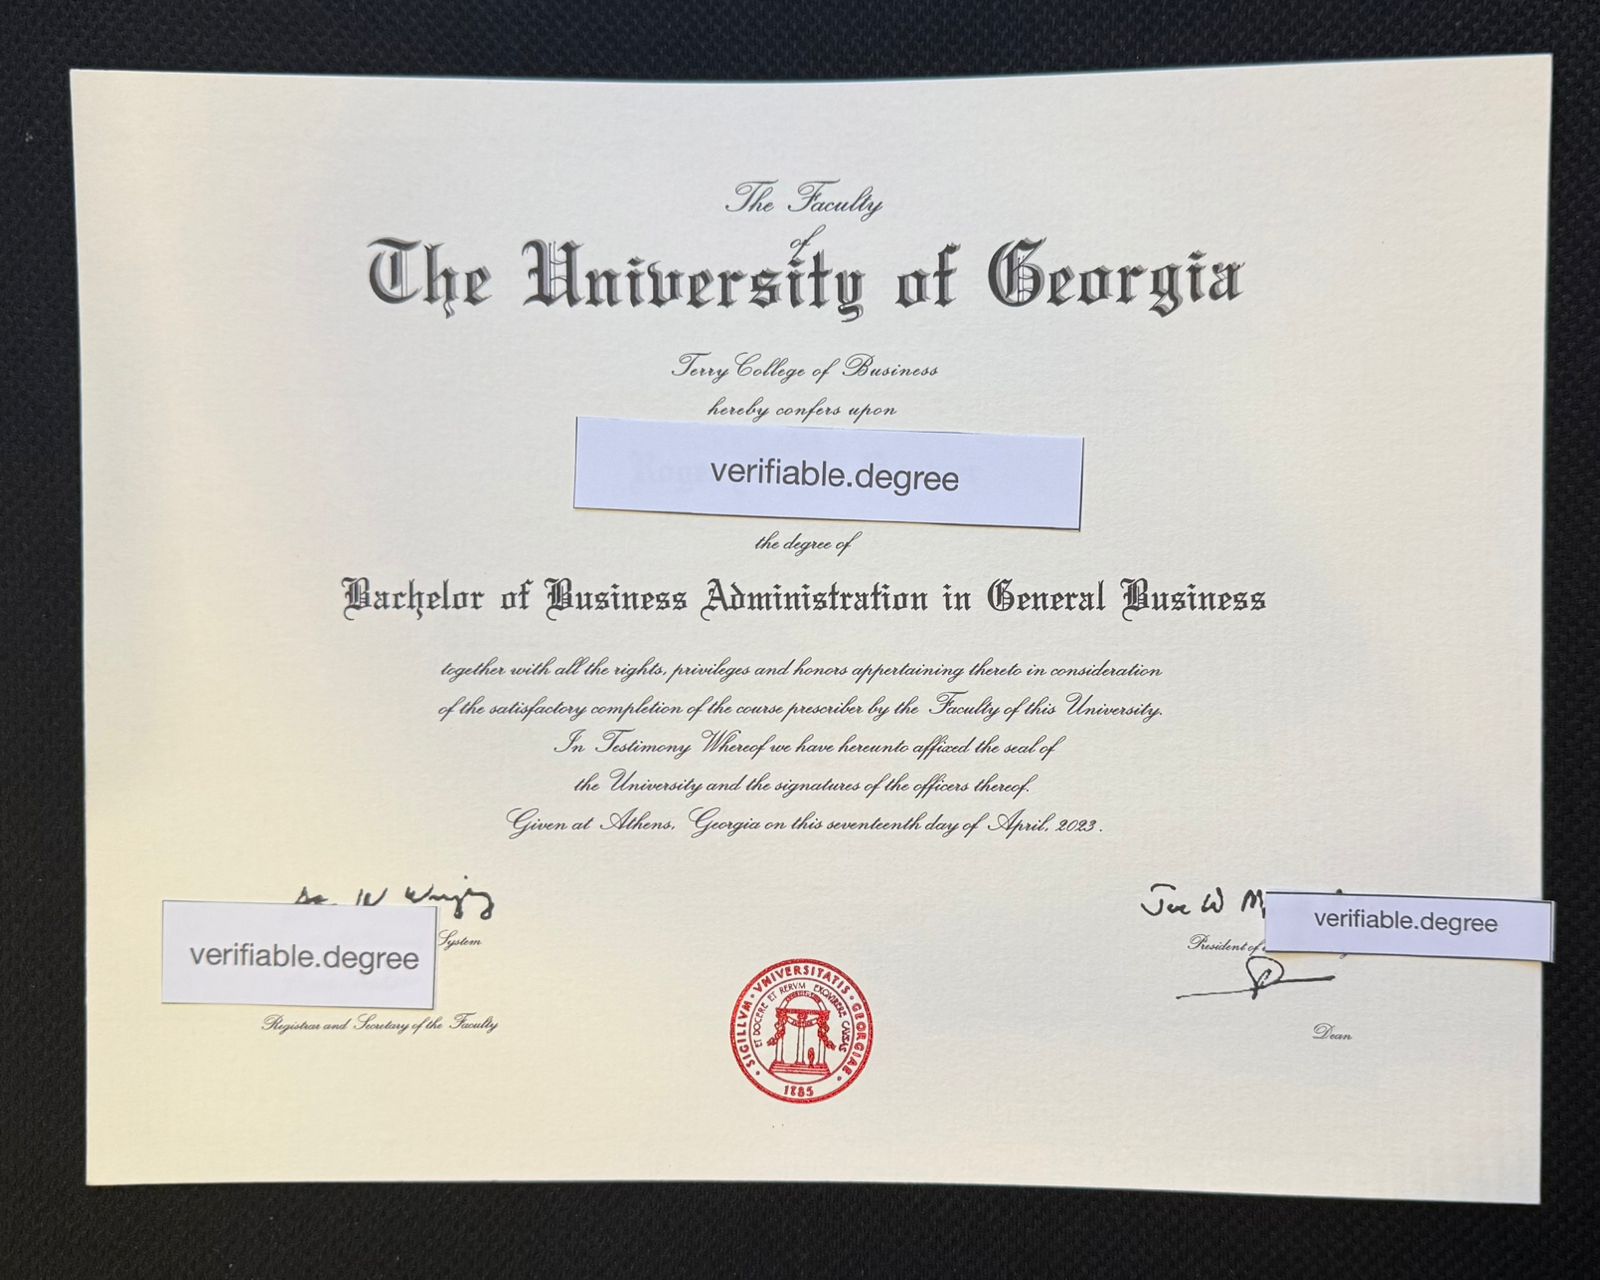 The Faculty
of
The University of Georgia
Terry College of Business
hereby confers upon
verifiable.degree
the degree of
Bachelor of Business Administration in General Business
together with all the rights, privileges and honors appertaining thereto in consideration
of the satisfactory completion of the course prescriber by the Faculty of this University.
In Testimony Whereof we have hereunto affixed the seal of
the University and the signatures of the officers thereof.
Given at Athens, Georgia on this seventeenth day of April, 2023.
verifiable.degree
System
Registrar and Secretary of the Faculty
verifiable.degree
President of
Dean
SIGILLVM VNIVERSITATIS GEORGIAE
ET DOCERE ET RERVM EXQVIRERE CAVSAS
1785